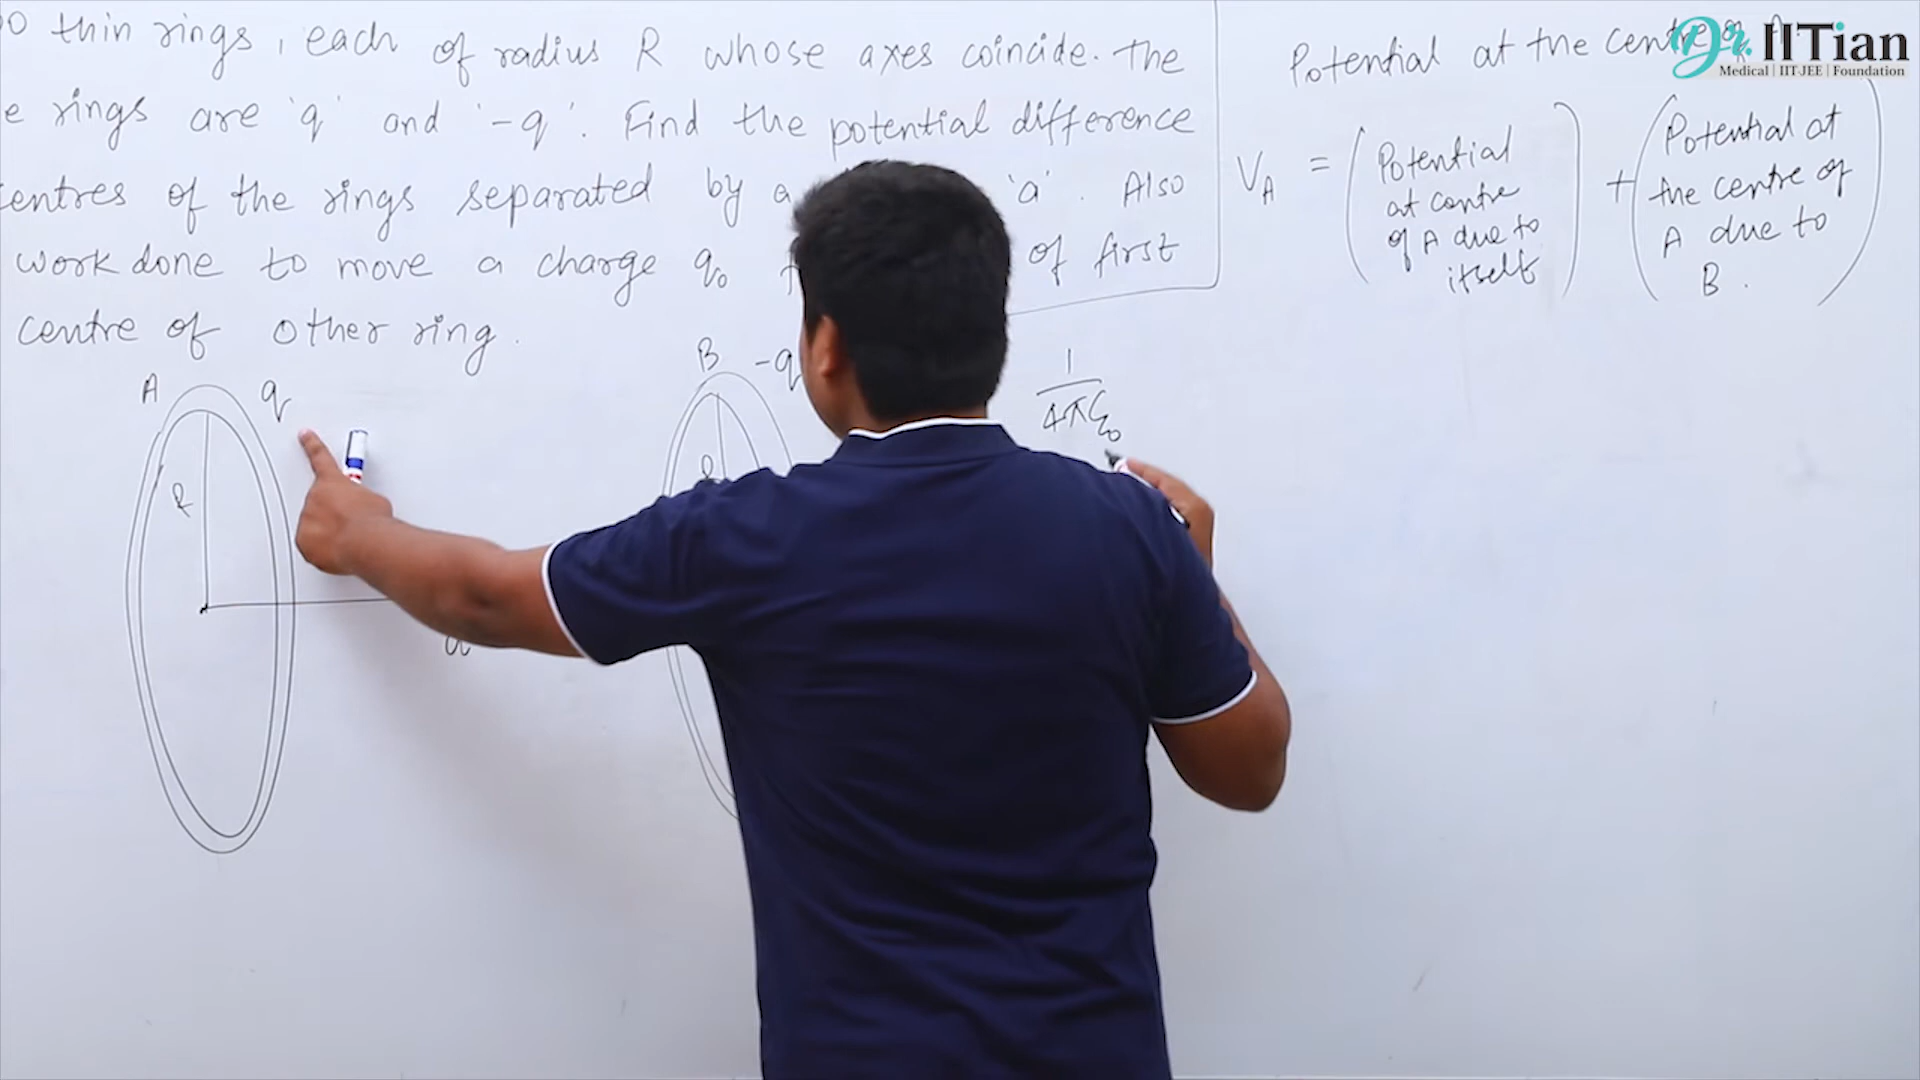 O thin rings, each of radius R whose axes coincide. The
e rings are 'q' and '-q'. Find the potential difference
entres of the rings separated by a 'a'. Also
work done to move a charge q₀ of first
centre of other ring.
A q
R
a
B -q
R
1
4πε₀
Potential at the centre of
V_A = (Potential at centre of A due to itself) + (Potential at the centre of A due to B.)
Dr. IITian
Medical | IIT-JEE | Foundation